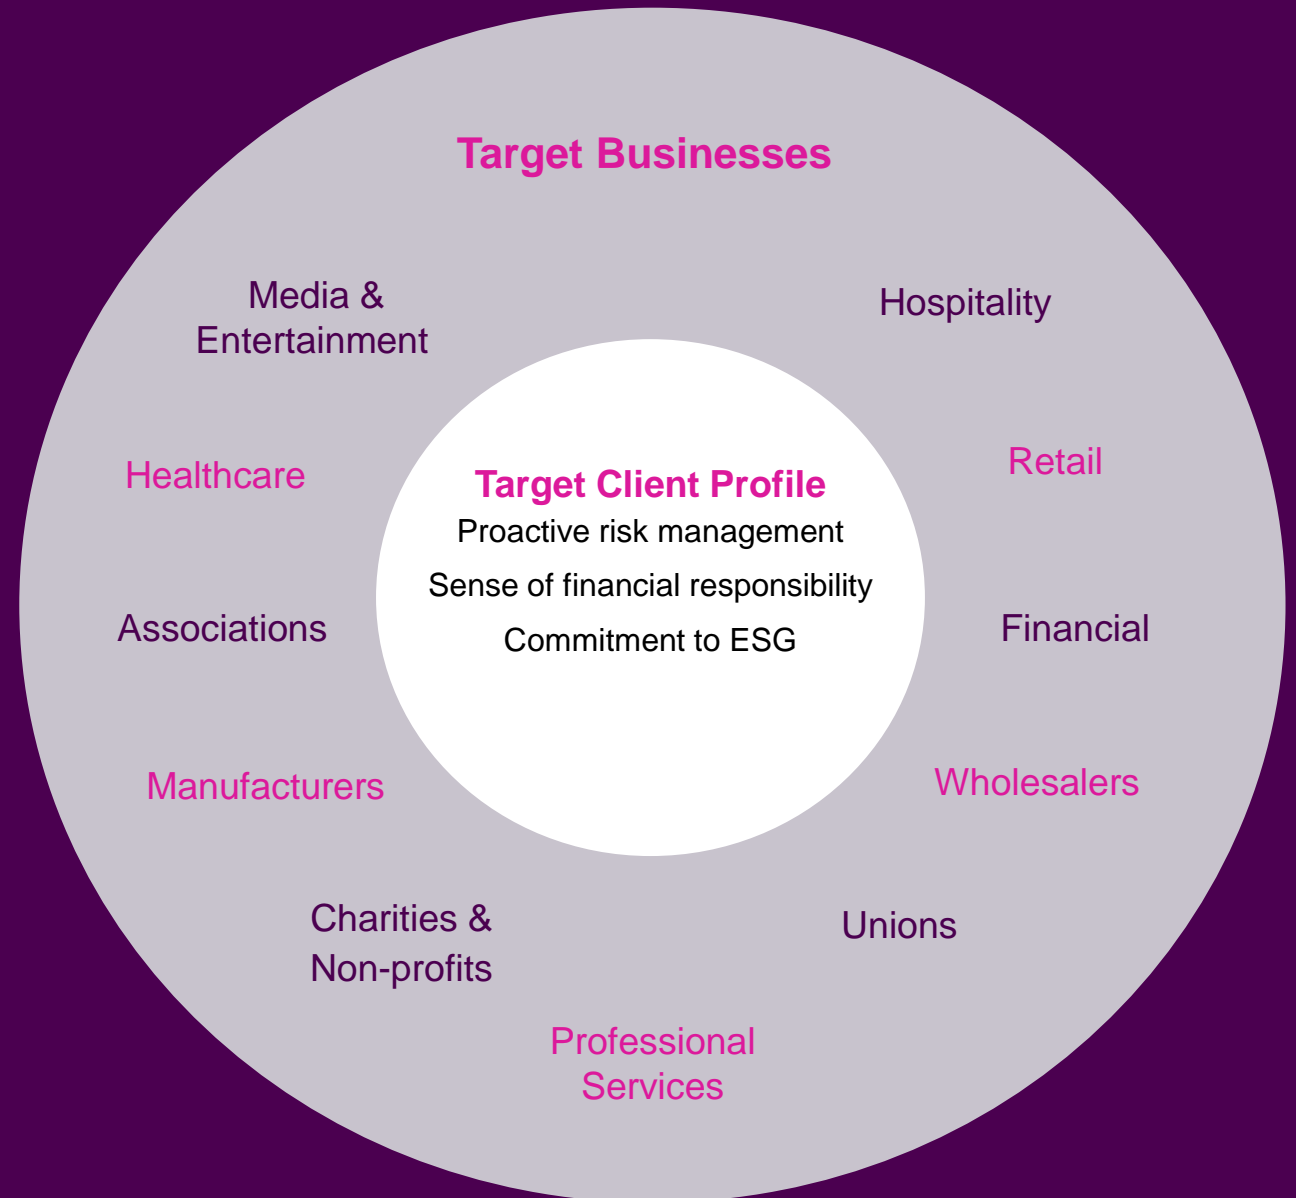 Target Businesses
Media &
Entertainment
Hospitality
Healthcare
Retail
Target Client Profile
Proactive risk management
Sense of financial responsibility
Commitment to ESG
Associations
Financial
Manufacturers
Wholesalers
Charities &
Non-profits
Unions
Professional
Services